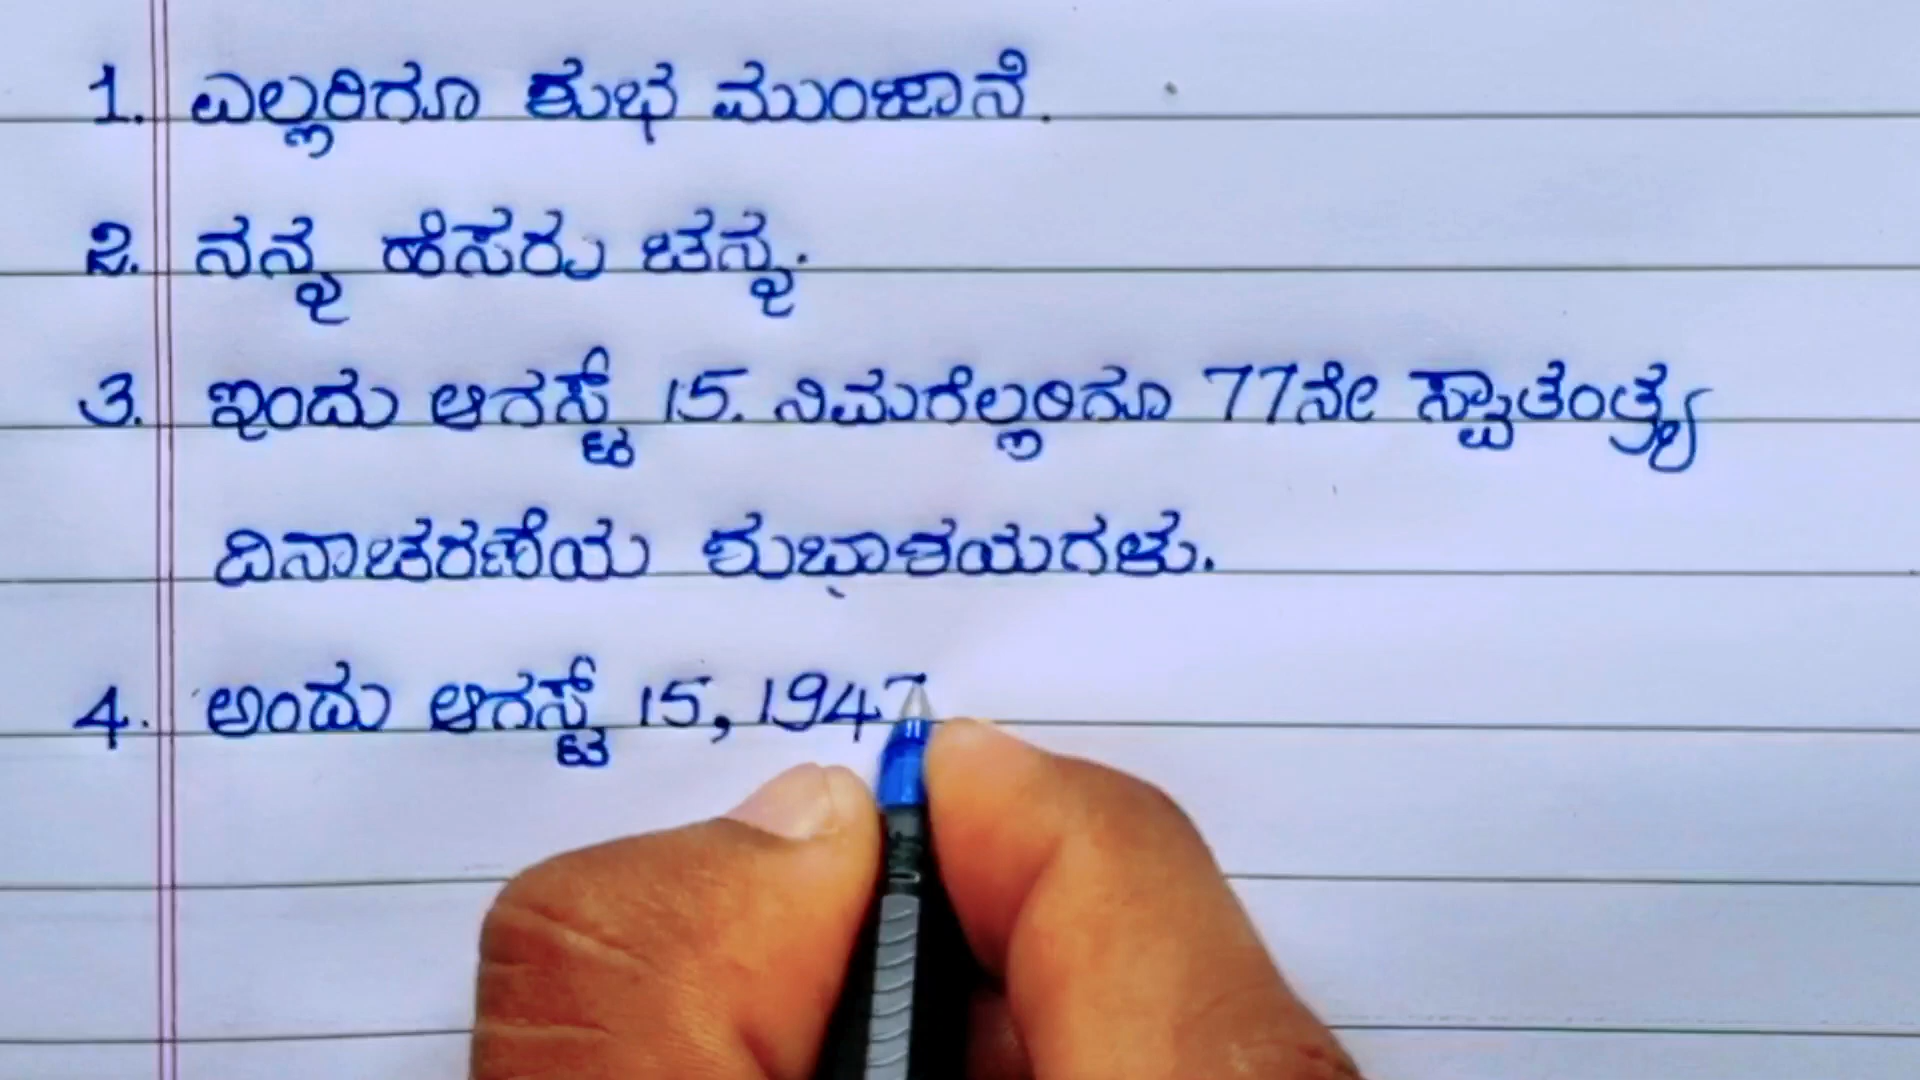 1. ಎಲ್ಲರಿಗೂ ಶುಭ ಮುಂಜಾನೆ.
2. ನನ್ನ ಹೆಸರು ಚೆನ್ನ.
3. ಇಂದು ಆಗಸ್ಟ್ 15. ನಿಮಗೆಲ್ಲರಿಗೂ 77ನೇ ಸ್ವಾತಂತ್ರ್ಯ
ದಿನಾಚರಣೆಯ ಶುಭಾಶಯಗಳು.
4. ಅಂದು ಆಗಸ್ಟ್ 15, 1947